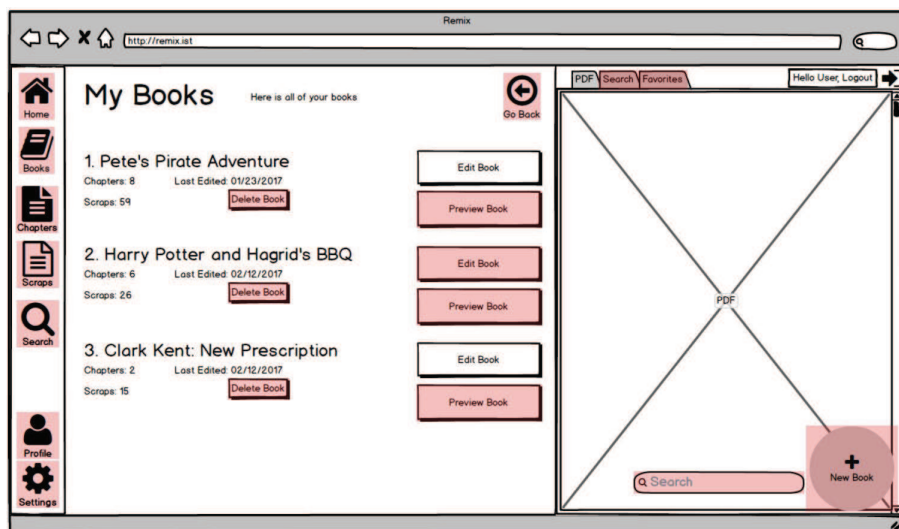 Remix
http://remix.ist
Home
Books
Chapters
Scraps
Search
Profile
Settings
My Books
Here is all of your books
Go Back
1. Pete's Pirate Adventure
Chapters: 8 Last Edited: 01/23/2017
Scraps: 59 Delete Book
Edit Book
Preview Book
2. Harry Potter and Hagrid's BBQ
Chapters: 6 Last Edited: 02/12/2017
Scraps: 26 Delete Book
Edit Book
Preview Book
3. Clark Kent: New Prescription
Chapters: 2 Last Edited: 02/12/2017
Scraps: 15 Delete Book
Edit Book
Preview Book
PDF Search Favorites Hello User, Logout
PDF
Search
New Book